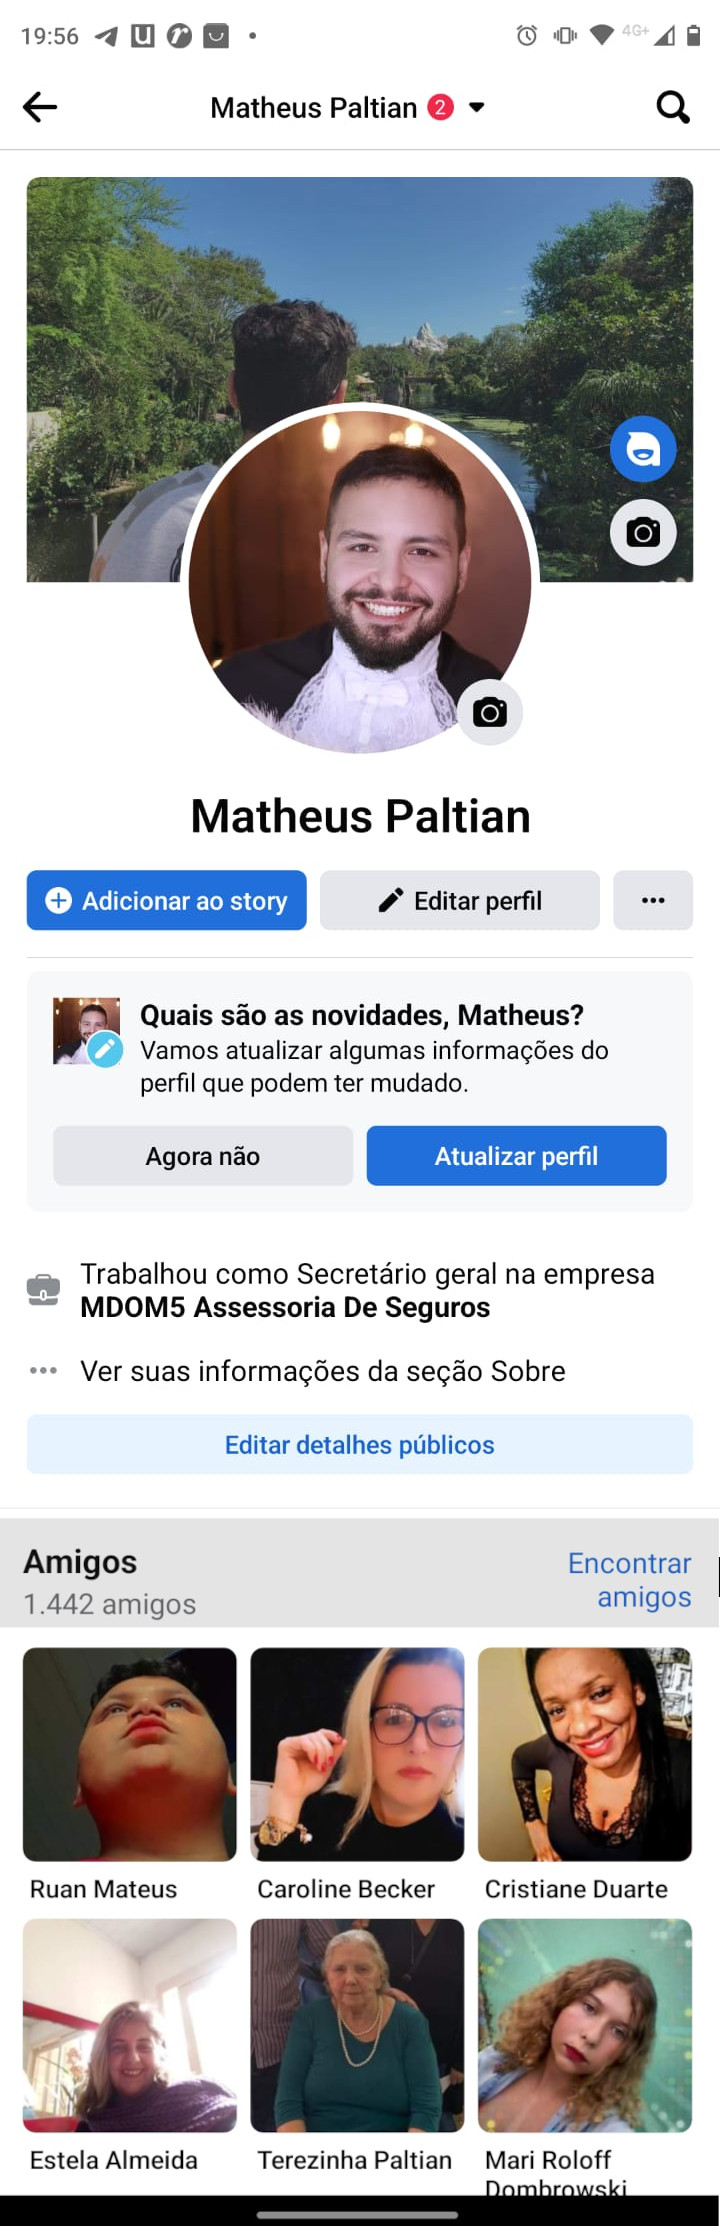 19:56
4G+
Matheus Paltian 2
Matheus Paltian
Adicionar ao story
Editar perfil
Quais são as novidades, Matheus?
Vamos atualizar algumas informações do
perfil que podem ter mudado.
Agora não
Atualizar perfil
Trabalhou como Secretário geral na empresa
MDOM5 Assessoria De Seguros
Ver suas informações da seção Sobre
Editar detalhes públicos
Amigos
1.442 amigos
Encontrar
amigos
Ruan Mateus
Caroline Becker
Cristiane Duarte
Estela Almeida
Terezinha Paltian
Mari Roloff
Dombrowski